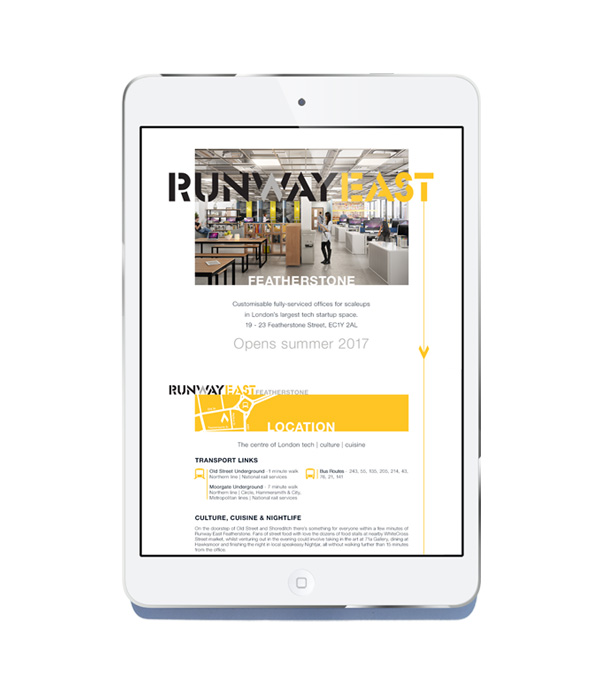 RUNWAY EAST
FEATHERSTONE
Customisable fully-serviced offices for scaleups
in London's largest tech startup space.
19 - 23 Featherstone Street, EC1Y 2AL
Opens summer 2017
RUNWAY EAST FEATHERSTONE
LOCATION
The centre of London tech | culture | cuisine
TRANSPORT LINKS
Old Street Underground - 1 minute walk
Northern line | National rail services
Bus Routes - 243, 55, 135, 205, 214, 43,
76, 21, 141
Moorgate Underground - 7 minute walk
Northern line | Circle, Hammersmith & City,
Metropolitan lines | National rail services
CULTURE, CUISINE & NIGHTLIFE
On the doorstep of Old Street and Shoreditch there's something for everyone within a few minutes of
Runway East Featherstone. Fans of street food with love the dozens of food stalls at nearby WhiteCross
Street market, whilst venturing out in the evening could involve taking in the art at 71a Gallery, dining at
Hawksmoor and finishing the night in local speakeasy Nightjar, all without walking further than 15 minutes
from the office.